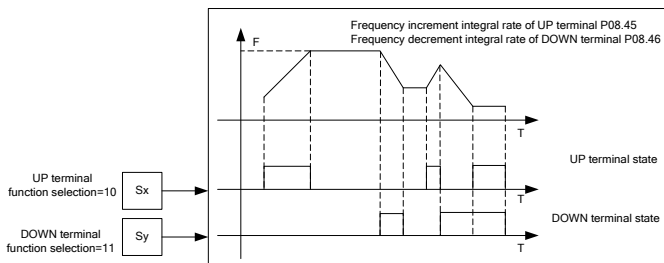 Frequency increment integral rate of UP terminal P08.45
Frequency decrement integral rate of DOWN terminal P08.46
F
T
UP terminal
function selection=10
Sx
UP terminal state
T
DOWN terminal
function selection=11
Sy
DOWN terminal state
T